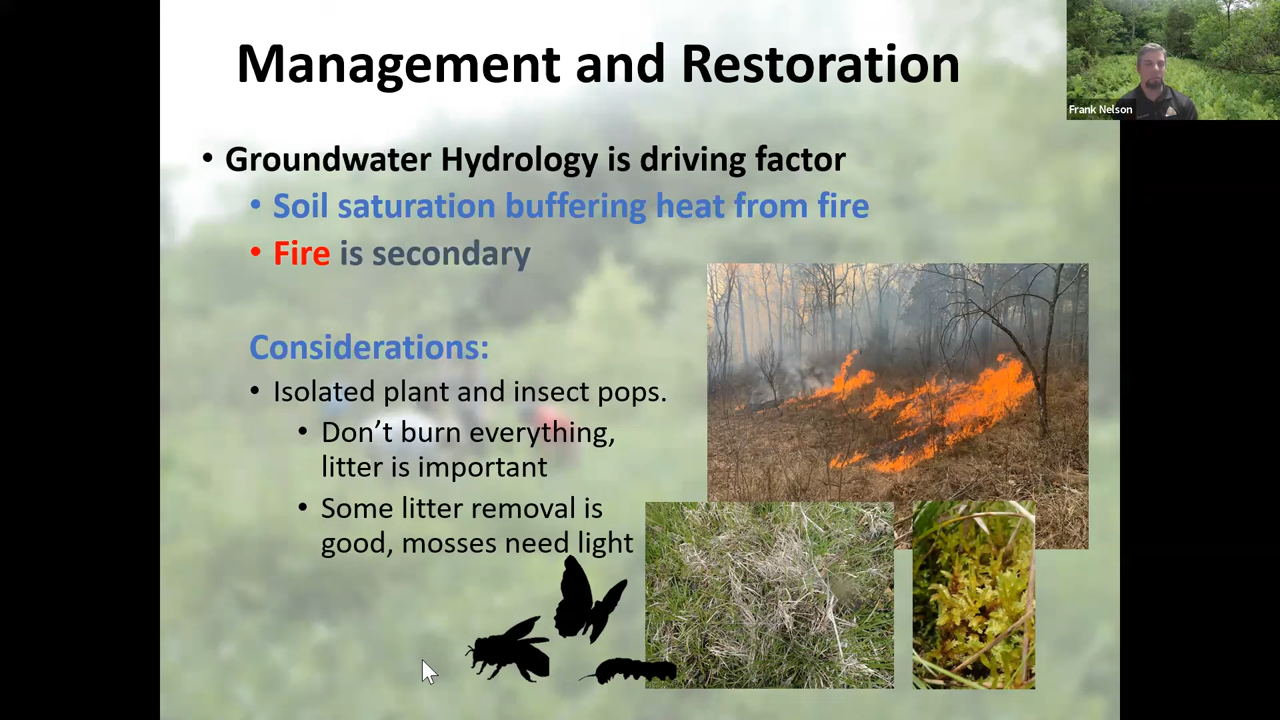 Management and Restoration
Frank Nelson
• Groundwater Hydrology is driving factor
• Soil saturation buffering heat from fire
• Fire is secondary
Considerations:
• Isolated plant and insect pops.
• Don’t burn everything,
litter is important
• Some litter removal is
good, mosses need light